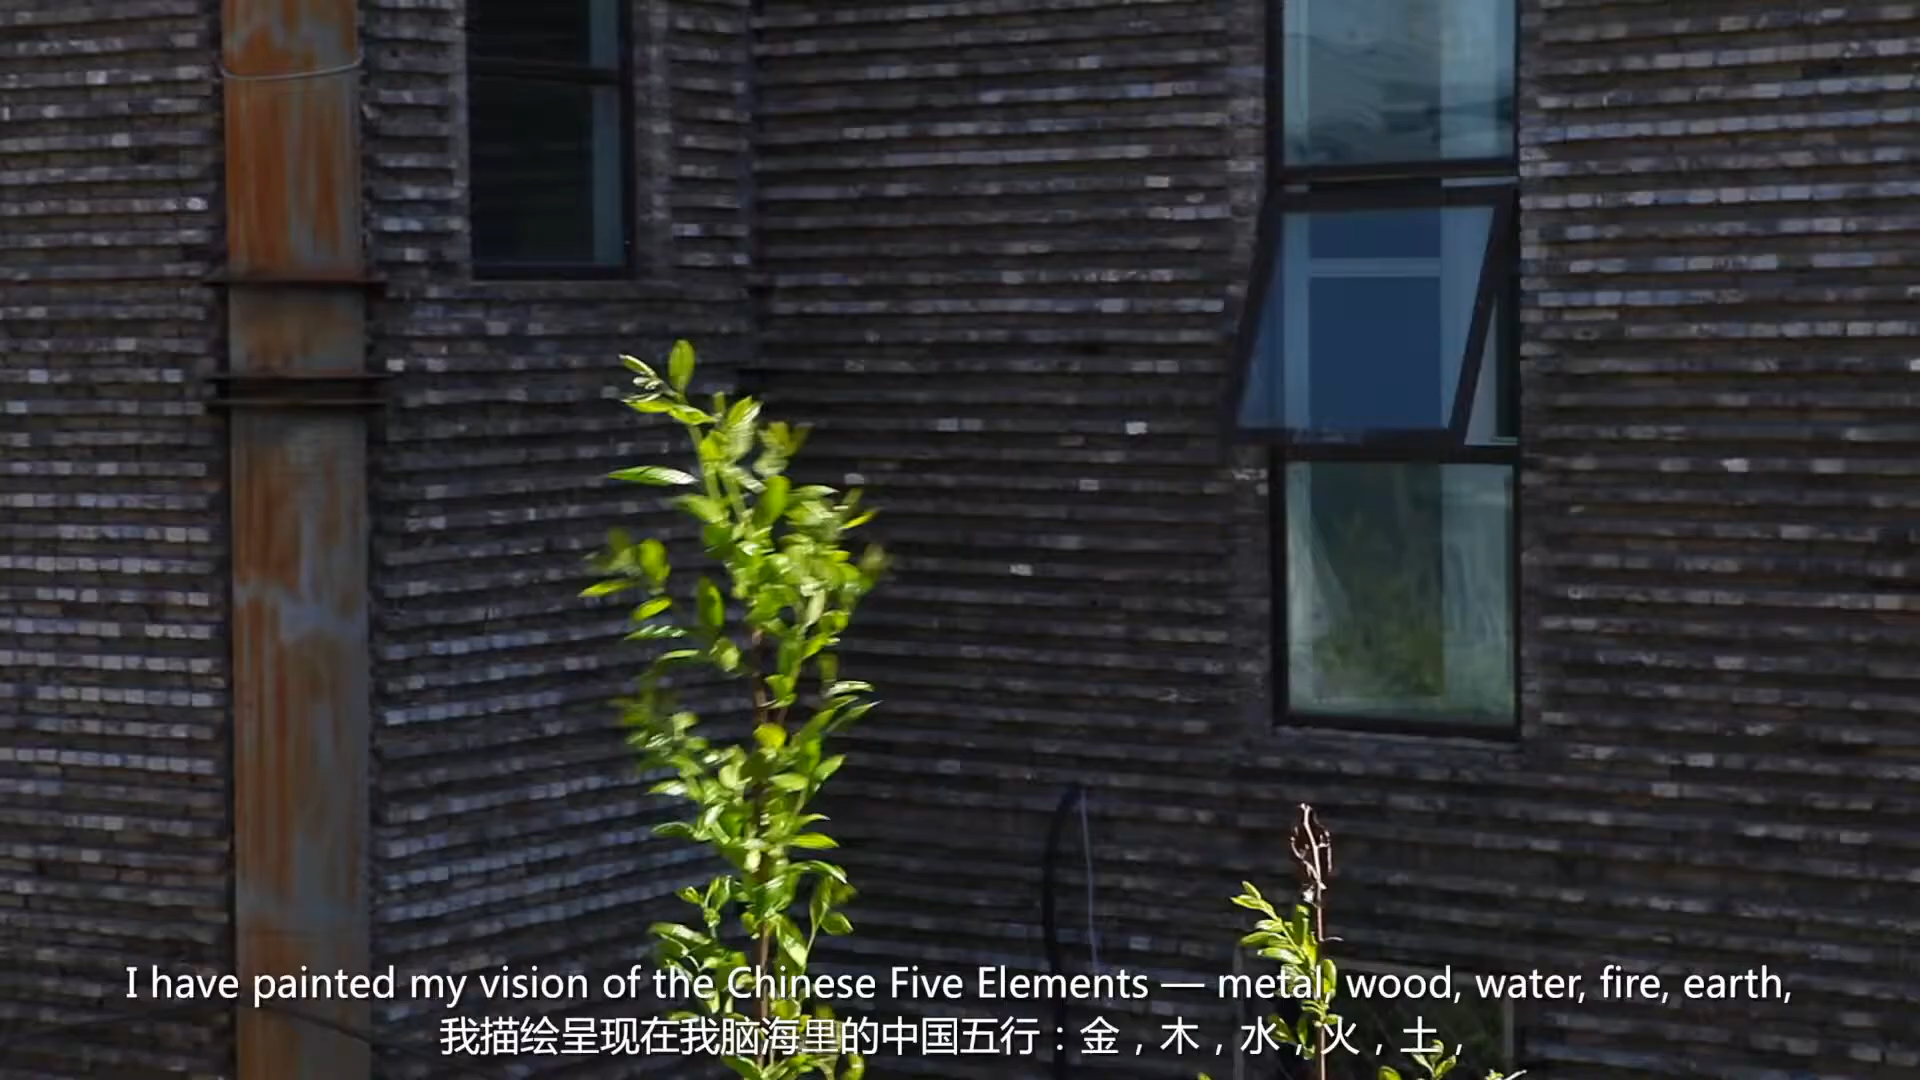 I have painted my vision of the Chinese Five Elements — metal, wood, water, fire, earth,
我描绘呈现在我脑海里的中国五行：金，木，水，火，土，